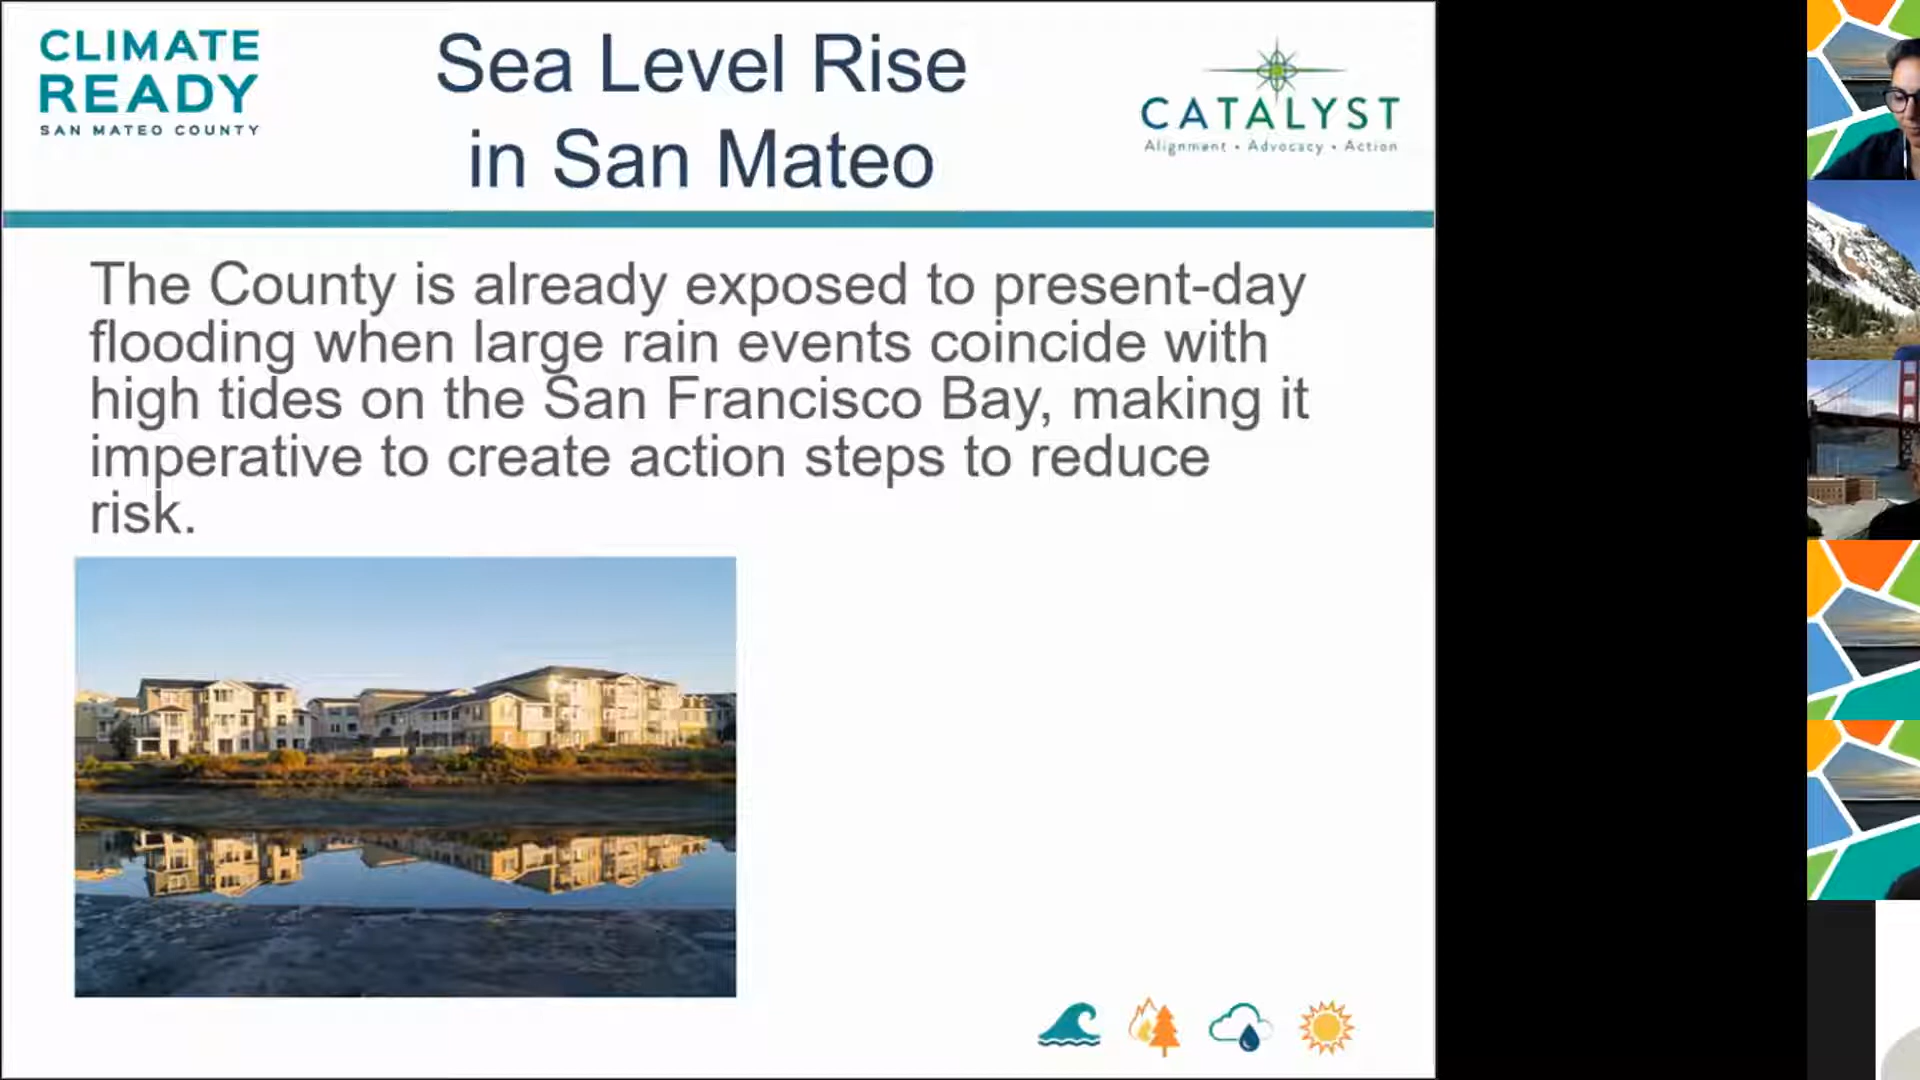 CLIMATE
READY
SAN MATEO COUNTY
Sea Level Rise
in San Mateo
CATALYST
Alignment • Advocacy • Action
The County is already exposed to present-day
flooding when large rain events coincide with
high tides on the San Francisco Bay, making it
imperative to create action steps to reduce
risk.